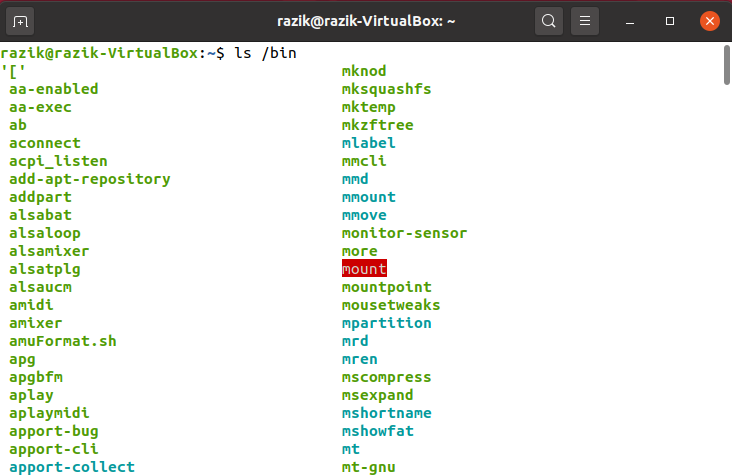 razik@razik-VirtualBox: ~
razik@razik-VirtualBox:~$ ls /bin
'[' mknod
aa-enabled mksquashfs
aa-exec mktemp
ab mkzftree
aconnect mlabel
acpi_listen mmcli
add-apt-repository mmd
addpart mmount
alsabat mmove
alsaloop monitor-sensor
alsamixer more
alsatplg mount
alsaucm mountpoint
amidi mousetweaks
amixer mpartition
amuFormat.sh mrd
apg mren
apgbfm mscompress
aplay msexpand
aplaymidi mshortname
apport-bug mshowfat
apport-cli mt
apport-collect mt-gnu